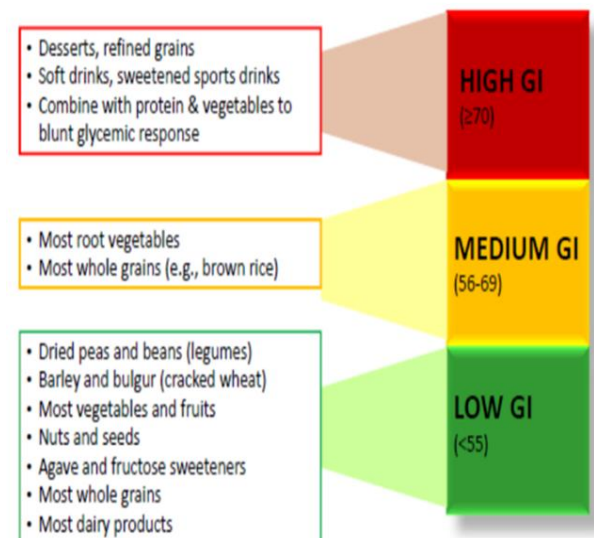 • Desserts, refined grains
• Soft drinks, sweetened sports drinks
• Combine with protein & vegetables to
blunt glycemic response
HIGH GI
(≥70)
• Most root vegetables
• Most whole grains (e.g., brown rice)
MEDIUM GI
(56-69)
• Dried peas and beans (legumes)
• Barley and bulgur (cracked wheat)
• Most vegetables and fruits
• Nuts and seeds
• Agave and fructose sweeteners
• Most whole grains
• Most dairy products
LOW GI
(<55)